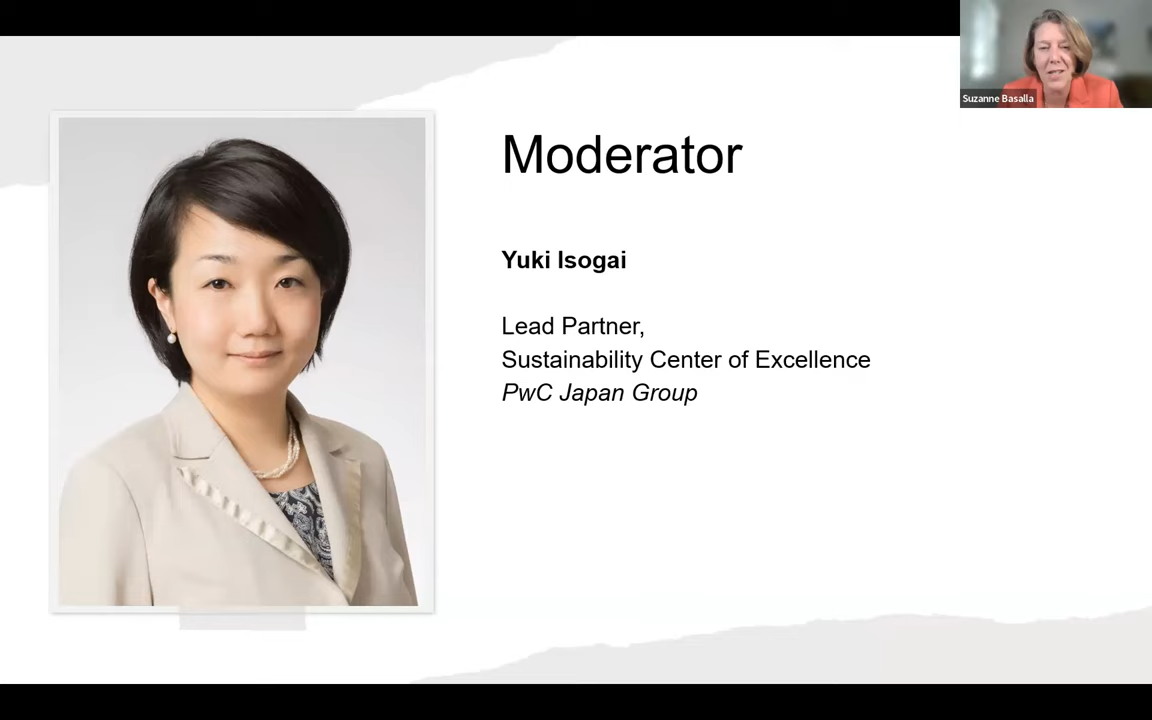 Suzanne Basalla
Moderator
Yuki Isogai
Lead Partner,
Sustainability Center of Excellence
PwC Japan Group